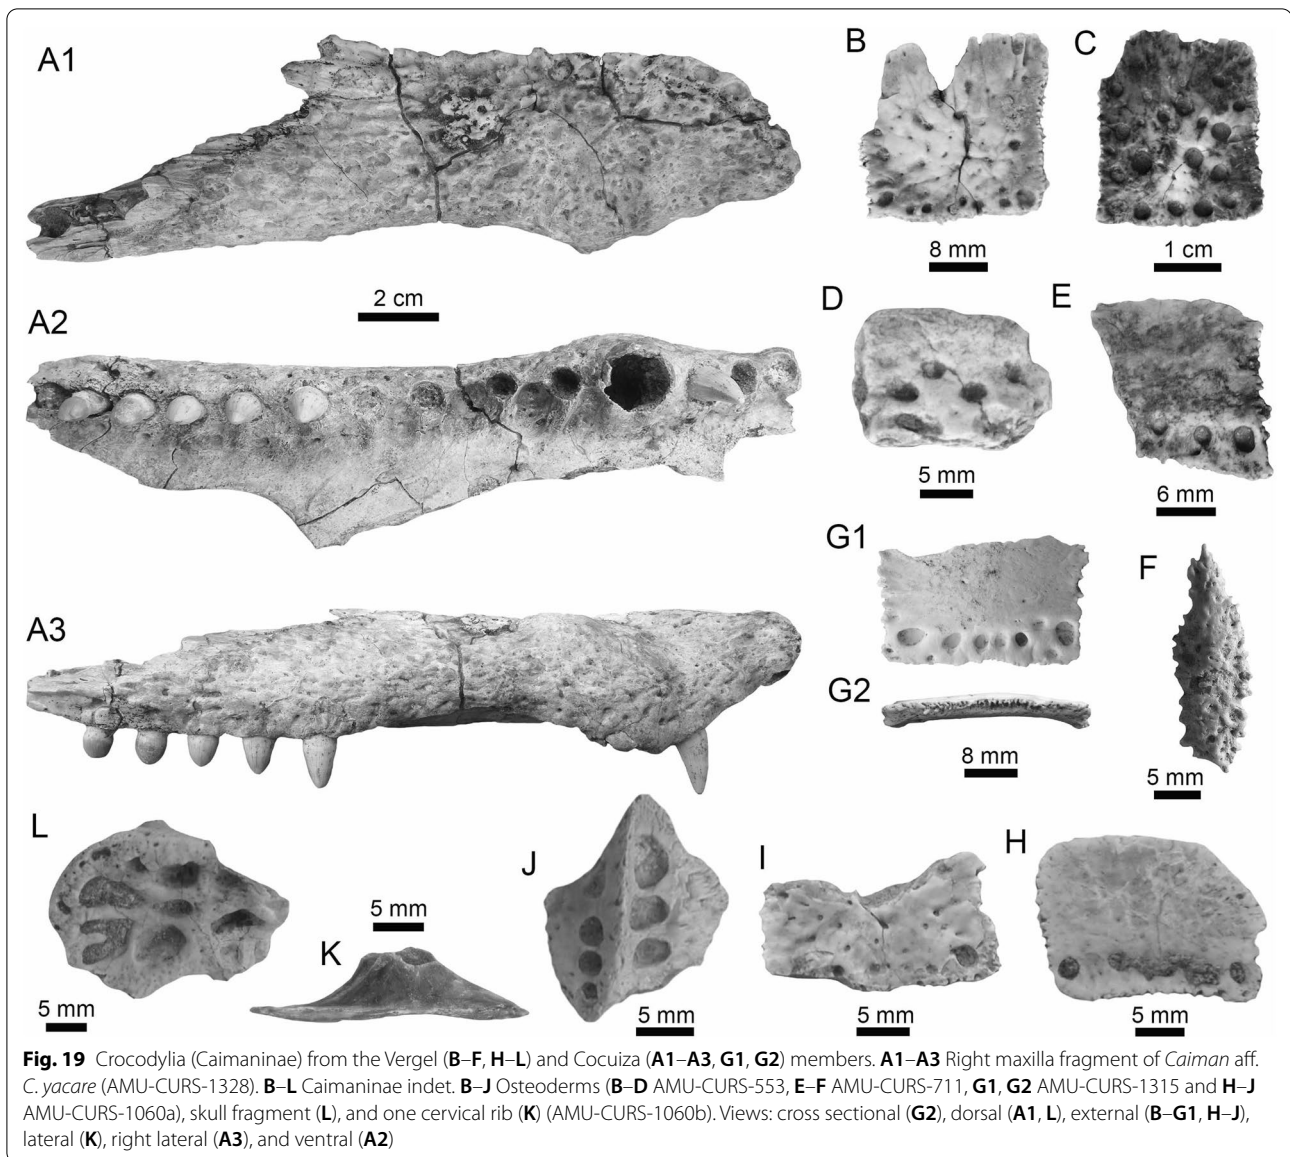 A1
B
C
8 mm
1 cm
2 cm
A2
D
E
5 mm
6 mm
G1
F
A3
G2
8 mm
5 mm
L
J
I
H
5 mm
K
5 mm
5 mm
5 mm
5 mm
Fig. 19 Crocodylia (Caimaninae) from the Vergel (B–F, H–L) and Cocuiza (A1–A3, G1, G2) members. A1–A3 Right maxilla fragment of Caiman aff.
C. yacare (AMU-CURS-1328). B–L Caimaninae indet. B–J Osteoderms (B–D AMU-CURS-553, E–F AMU-CURS-711, G1, G2 AMU-CURS-1315 and H–J
AMU-CURS-1060a), skull fragment (L), and one cervical rib (K) (AMU-CURS-1060b). Views: cross sectional (G2), dorsal (A1, L), external (B–G1, H–J),
lateral (K), right lateral (A3), and ventral (A2)